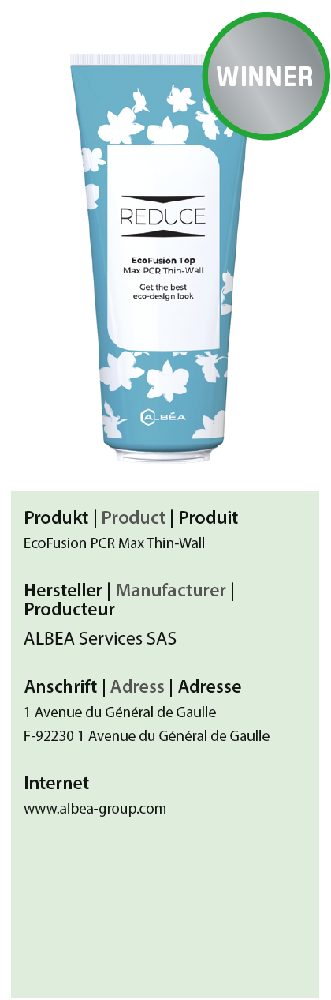 WINNER
REDUCE
EcoFusion Top
Max PCR Thin-Wall
Get the best
eco-design look
ALBÉA
Produkt | Product | Produit
EcoFusion PCR Max Thin-Wall
Hersteller | Manufacturer |
Producteur
ALBEA Services SAS
Anschrift | Adress | Adresse
1 Avenue du Général de Gaulle
F-92230 1 Avenue du Général de Gaulle
Internet
www.albea-group.com